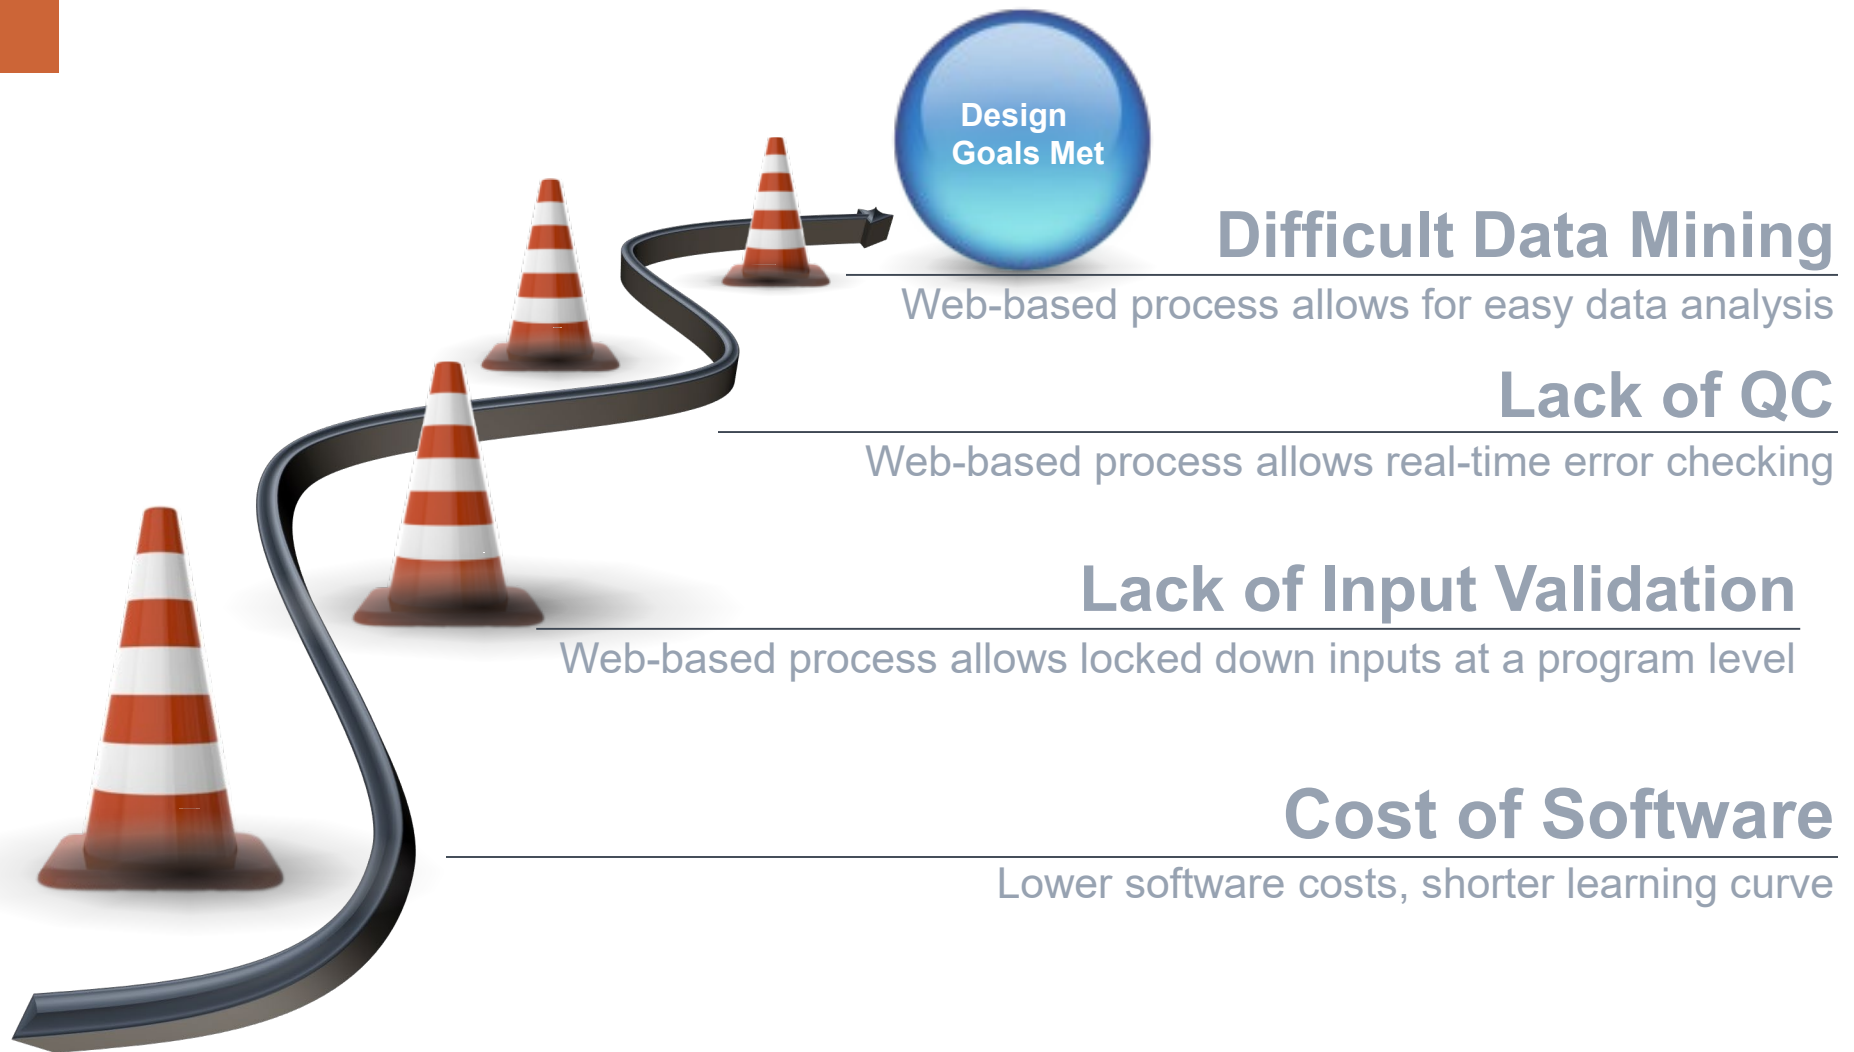 Design
Goals Met
Difficult Data Mining
Web-based process allows for easy data analysis
Lack of QC
Web-based process allows real-time error checking
Lack of Input Validation
Web-based process allows locked down inputs at a program level
Cost of Software
Lower software costs, shorter learning curve